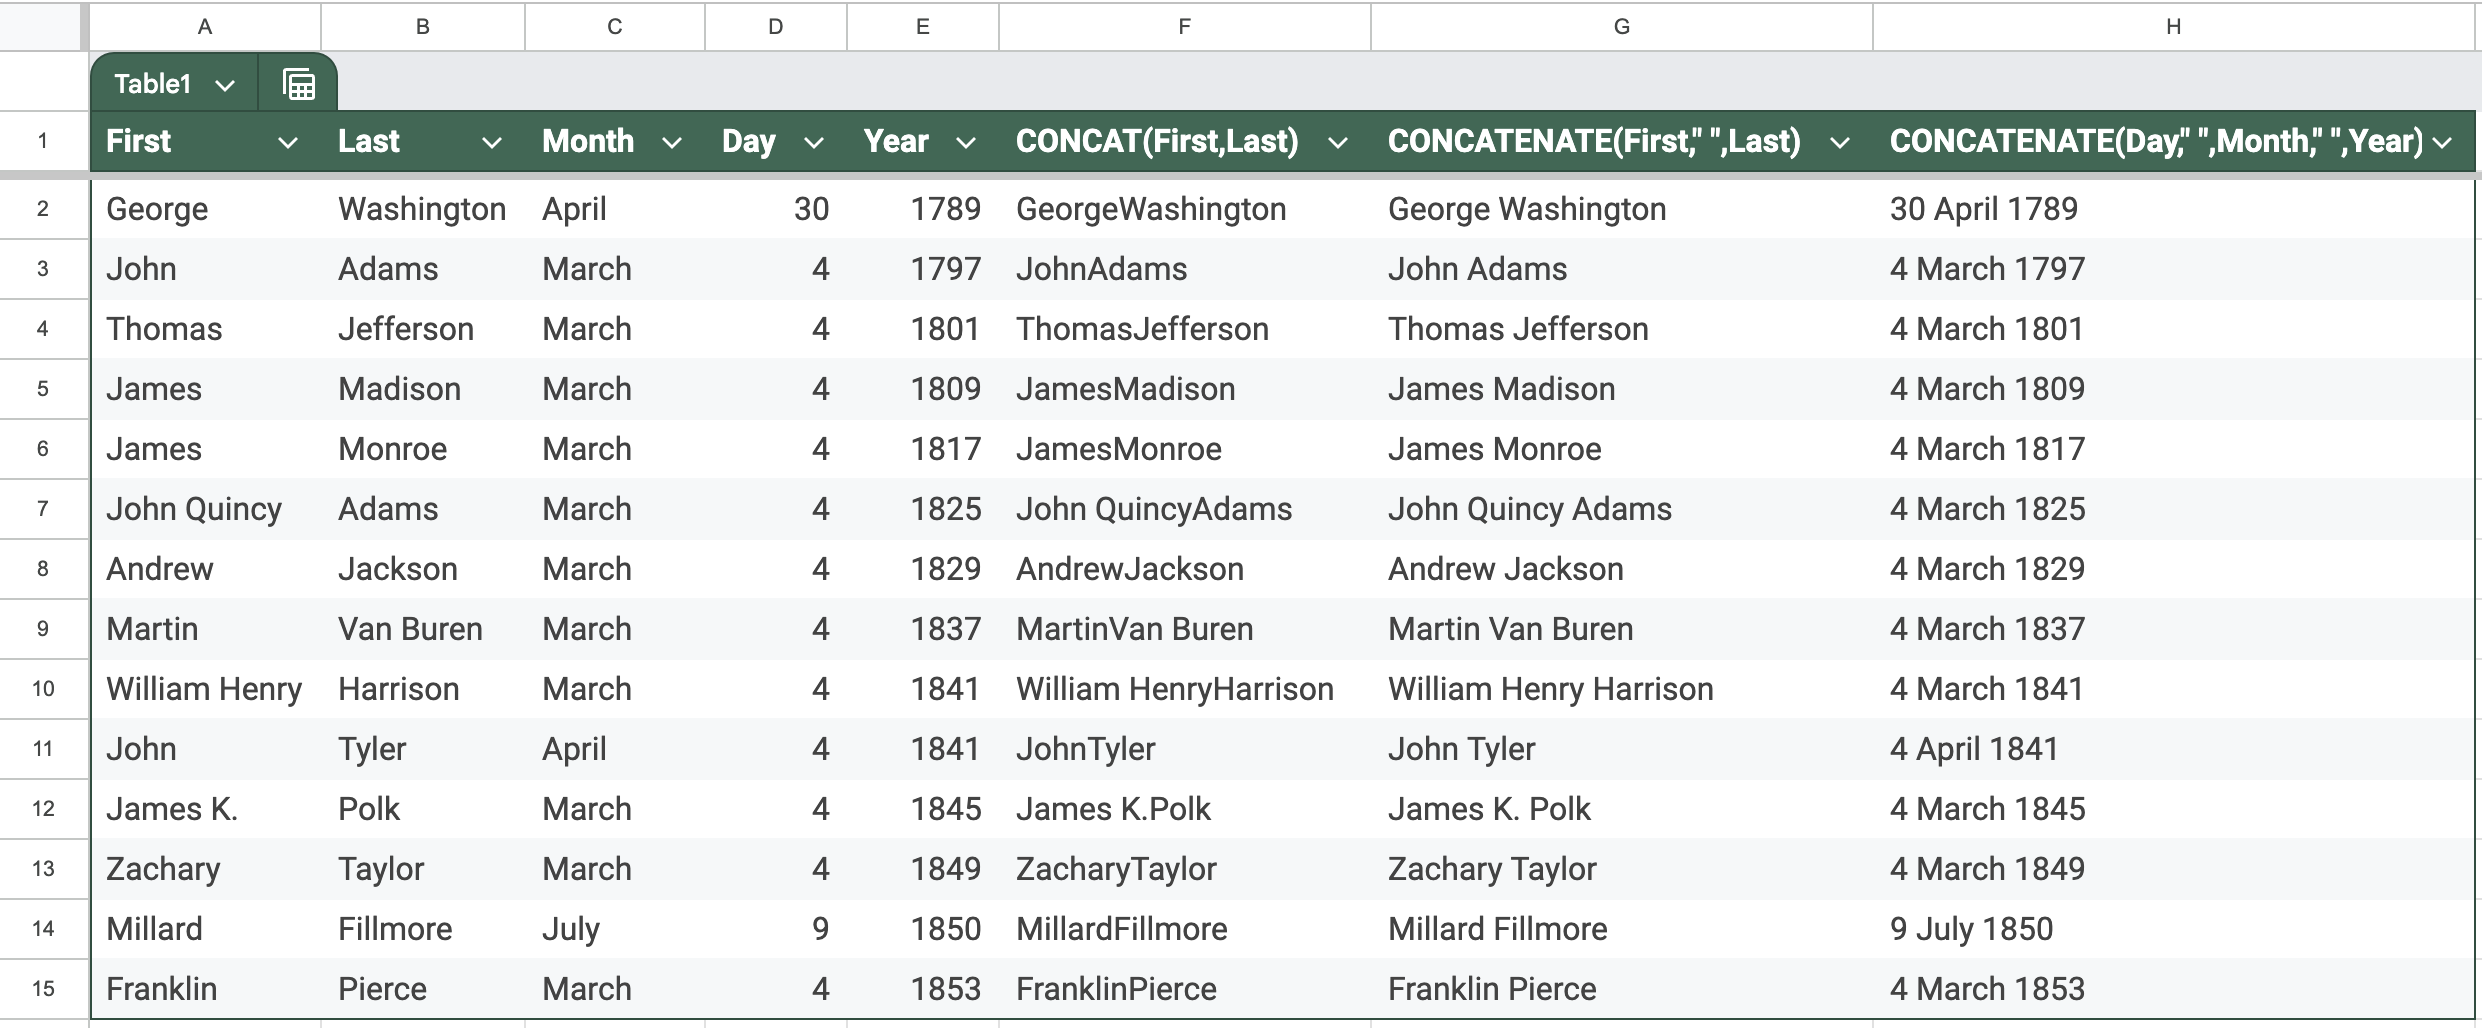 A B C D E F G H
Table1
1 First Last Month Day Year CONCAT(First,Last) CONCATENATE(First," ",Last) CONCATENATE(Day," ",Month," ",Year)
2 George Washington April 30 1789 GeorgeWashington George Washington 30 April 1789
3 John Adams March 4 1797 JohnAdams John Adams 4 March 1797
4 Thomas Jefferson March 4 1801 ThomasJefferson Thomas Jefferson 4 March 1801
5 James Madison March 4 1809 JamesMadison James Madison 4 March 1809
6 James Monroe March 4 1817 JamesMonroe James Monroe 4 March 1817
7 John Quincy Adams March 4 1825 John QuincyAdams John Quincy Adams 4 March 1825
8 Andrew Jackson March 4 1829 AndrewJackson Andrew Jackson 4 March 1829
9 Martin Van Buren March 4 1837 MartinVan Buren Martin Van Buren 4 March 1837
10 William Henry Harrison March 4 1841 William HenryHarrison William Henry Harrison 4 March 1841
11 John Tyler April 4 1841 JohnTyler John Tyler 4 April 1841
12 James K. Polk March 4 1845 James K.Polk James K. Polk 4 March 1845
13 Zachary Taylor March 4 1849 ZacharyTaylor Zachary Taylor 4 March 1849
14 Millard Fillmore July 9 1850 MillardFillmore Millard Fillmore 9 July 1850
15 Franklin Pierce March 4 1853 FranklinPierce Franklin Pierce 4 March 1853